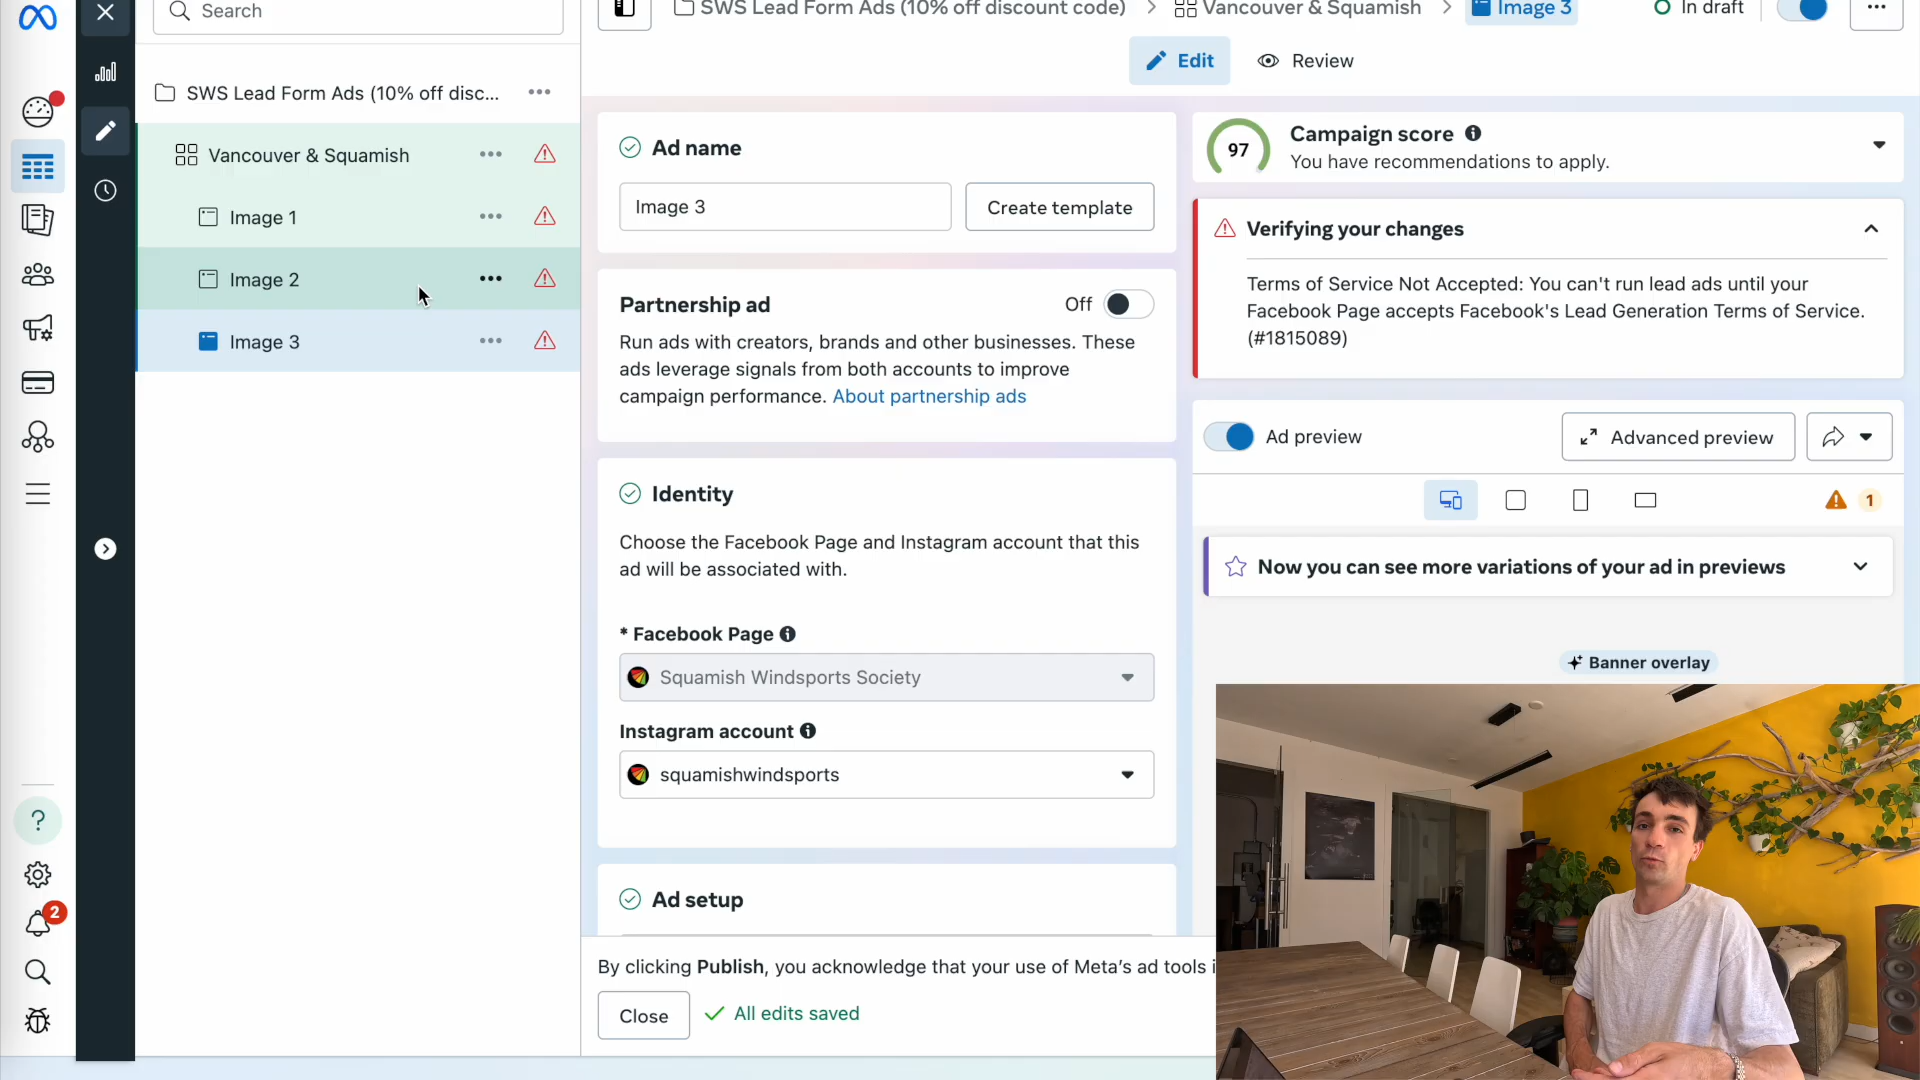 Search
SWS Lead Form Ads (10% off disc...
Vancouver & Squamish
Image 1
Image 2
Image 3
2
SWS Lead Form Ads (10% off discount code)
Vancouver & Squamish
Image 3
In draft
Edit
Review
Ad name
Image 3
Create template
Partnership ad
Off
Run ads with creators, brands and other businesses. These
ads leverage signals from both accounts to improve
campaign performance. About partnership ads
Identity
Choose the Facebook Page and Instagram account that this
ad will be associated with.
* Facebook Page
Squamish Windsports Society
Instagram account
squamishwindsports
Ad setup
By clicking Publish, you acknowledge that your use of Meta's ad tools i
Close
All edits saved
97
Campaign score
You have recommendations to apply.
Verifying your changes
Terms of Service Not Accepted: You can't run lead ads until your
Facebook Page accepts Facebook's Lead Generation Terms of Service.
(#1815089)
Ad preview
Advanced preview
1
Now you can see more variations of your ad in previews
Banner overlay